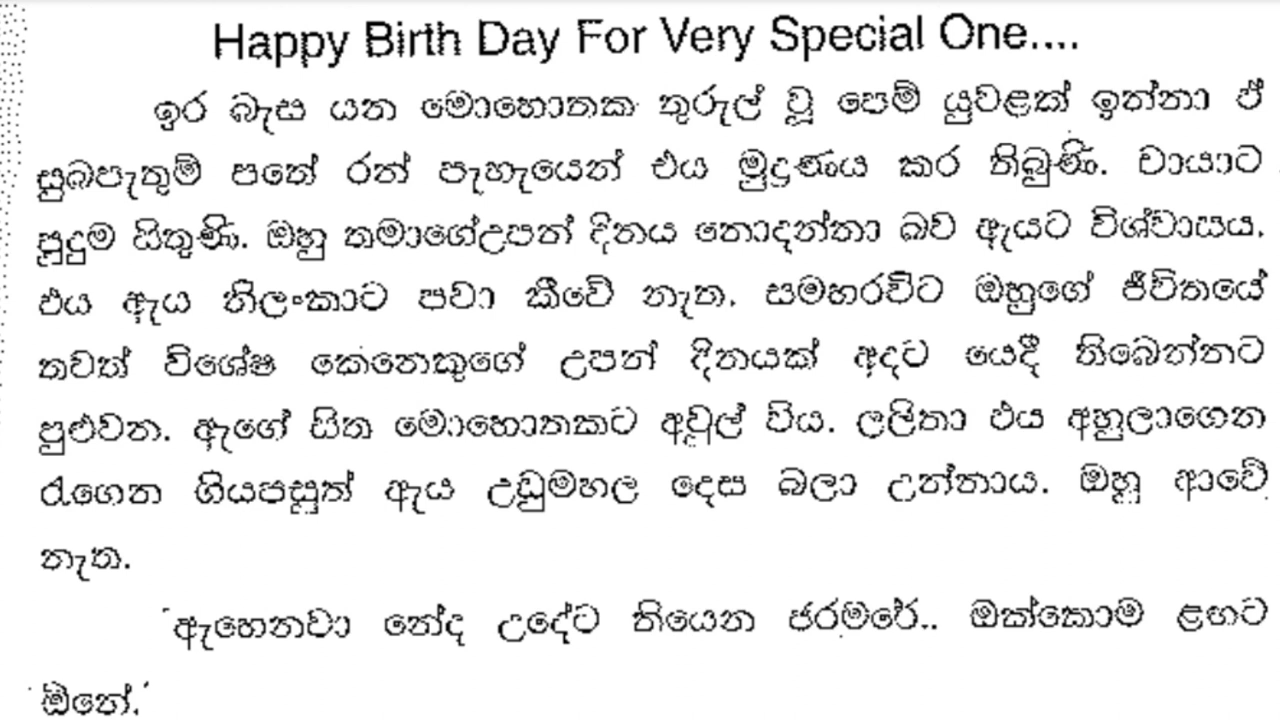 Happy Birth Day For Very Special One....
ඉර බැස යන මොහොතක තුරුල් වූ පෙම් යුවළක් ඉන්නා ඒ
සුබපැතුම් පතේ රන් පැහැයෙන් එය මුද්‍රණය කර තිබුණි. චායාට
පුදුම සිතුණි. ඔහු තමාගේඋපන් දිනය නොදන්නා බව ඇයට විශ්වාසය.
එය ඇය තිලංකාට පවා කීවේ නැත. සමහරවිට ඔහුගේ ජීවිතයේ
තවත් විශේෂ කෙනෙකුගේ උපන් දිනයක් අදට යෙදී තිබෙන්නට
පුළුවන. ඇගේ සිත මොහොතකට අවුල් විය. ලලිතා එය අහුලාගෙන
රැගෙන ගියපසුත් ඇය උඩුමහල දෙස බලා උන්නාය. ඔහු ආවේ
නැත.
'ඇහෙනවා නේද උදේට තියෙන ජරමරේ.. ඔක්කොම ළඟට
ඕනේ.'